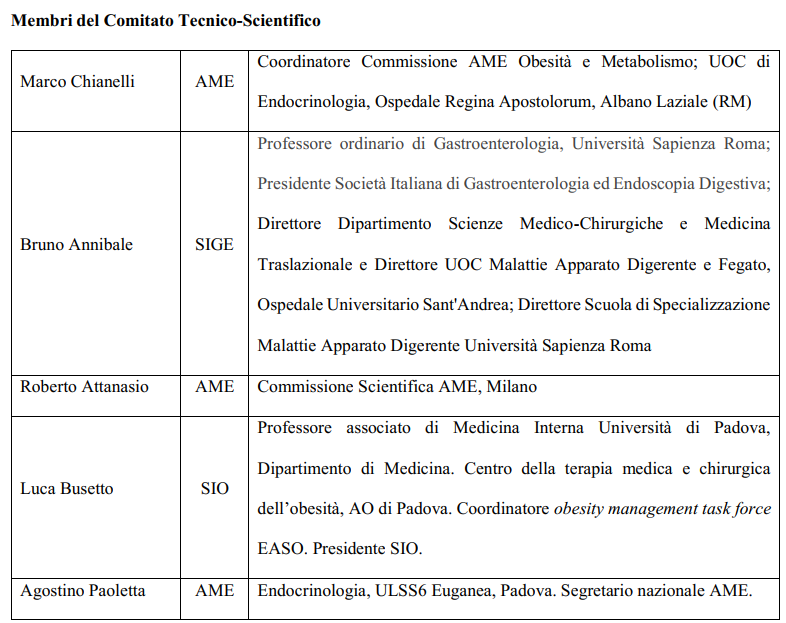 Membri del Comitato Tecnico-Scientifico
Marco Chianelli
AME
Coordinatore Commissione AME Obesità e Metabolismo; UOC di
Endocrinologia, Ospedale Regina Apostolorum, Albano Laziale (RM)
Bruno Annibale
SIGE
Professore ordinario di Gastroenterologia, Università Sapienza Roma;
Presidente Società Italiana di Gastroenterologia ed Endoscopia Digestiva;
Direttore Dipartimento Scienze Medico-Chirurgiche e Medicina
Traslazionale e Direttore UOC Malattie Apparato Digerente e Fegato,
Ospedale Universitario Sant'Andrea; Direttore Scuola di Specializzazione
Malattie Apparato Digerente Università Sapienza Roma
Roberto Attanasio
AME
Commissione Scientifica AME, Milano
Luca Busetto
SIO
Professore associato di Medicina Interna Università di Padova,
Dipartimento di Medicina. Centro della terapia medica e chirurgica
dell’obesità, AO di Padova. Coordinatore obesity management task force
EASO. Presidente SIO.
Agostino Paoletta
AME
Endocrinologia, ULSS6 Euganea, Padova. Segretario nazionale AME.